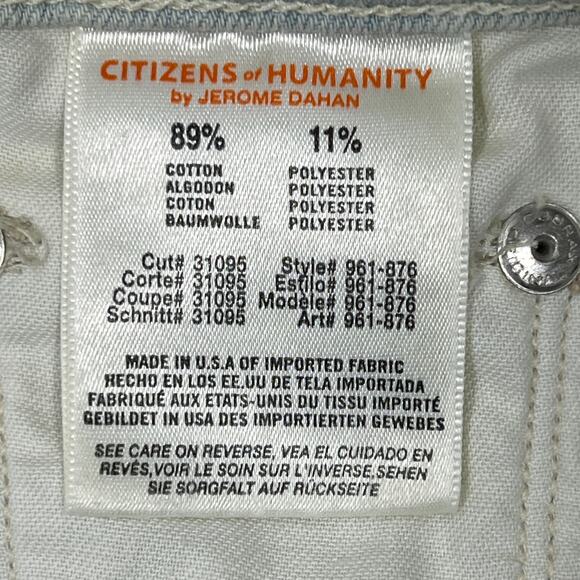 CITIZENS of HUMANITY
by JEROME DAHAN
89% 11%
COTTON POLYESTER
ALGODON POLYESTER
COTON POLYESTER
BAUMWOLLE POLYESTER
Cut# 31095 Style# 961-876
Corte# 31095 Estilo# 961-876
Coupe# 31095 Modèle# 961-876
Schnitt# 31095 Art# 961-876
MADE IN U.S.A OF IMPORTED FABRIC
HECHO EN LOS EE.UU DE TELA IMPORTADA
FABRIQUÉ AUX ETATS-UNIS DU TISSU IMPORTÉ
GEBILDET IN USA DES IMPORTIERTEN GEWEBES
SEE CARE ON REVERSE, VEA EL CUIDADO EN
REVÉS,VOIR LE SOIN SUR L'INVERSE,SEHEN
SIE SORGFALT AUF RÜCKSEITE